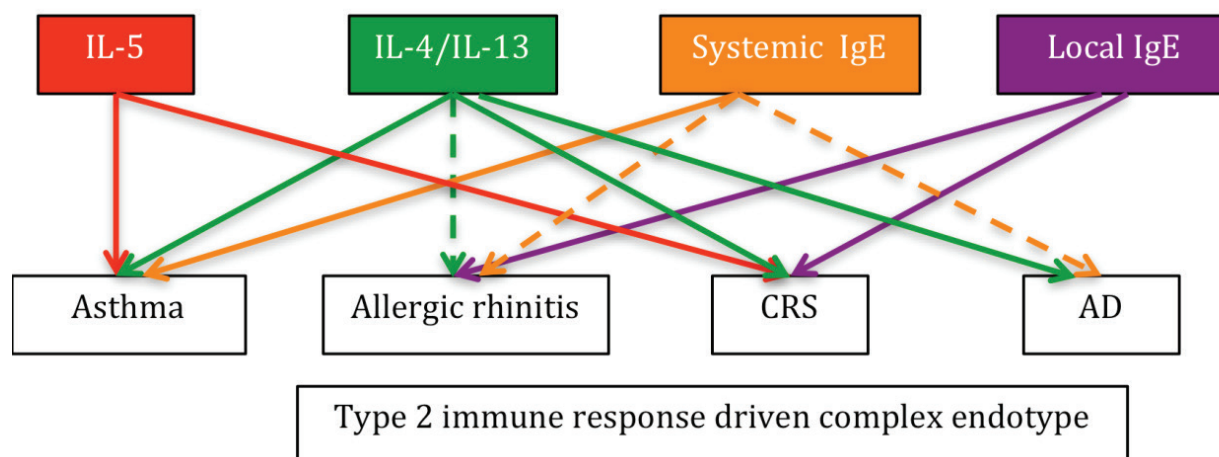 IL-5
IL-4/IL-13
Systemic IgE
Local IgE
Asthma
Allergic rhinitis
CRS
AD
Type 2 immune response driven complex endotype